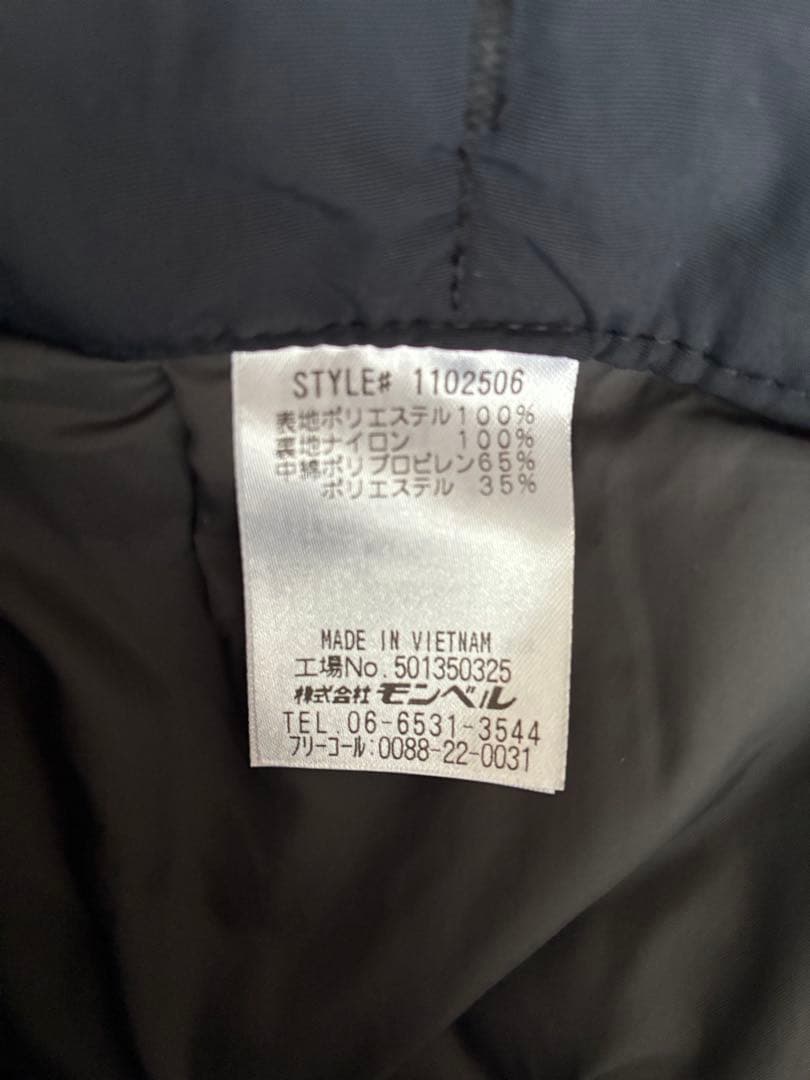 STYLE# 1102506
表地ポリエステル100%
裏地ナイロン 100%
中綿ポリプロピレン65%
ポリエステル 35%
MADE IN VIETNAM
工場No.501350325
株式会社モンベル
TEL.06-6531-3544
フリーコール:0088-22-0031